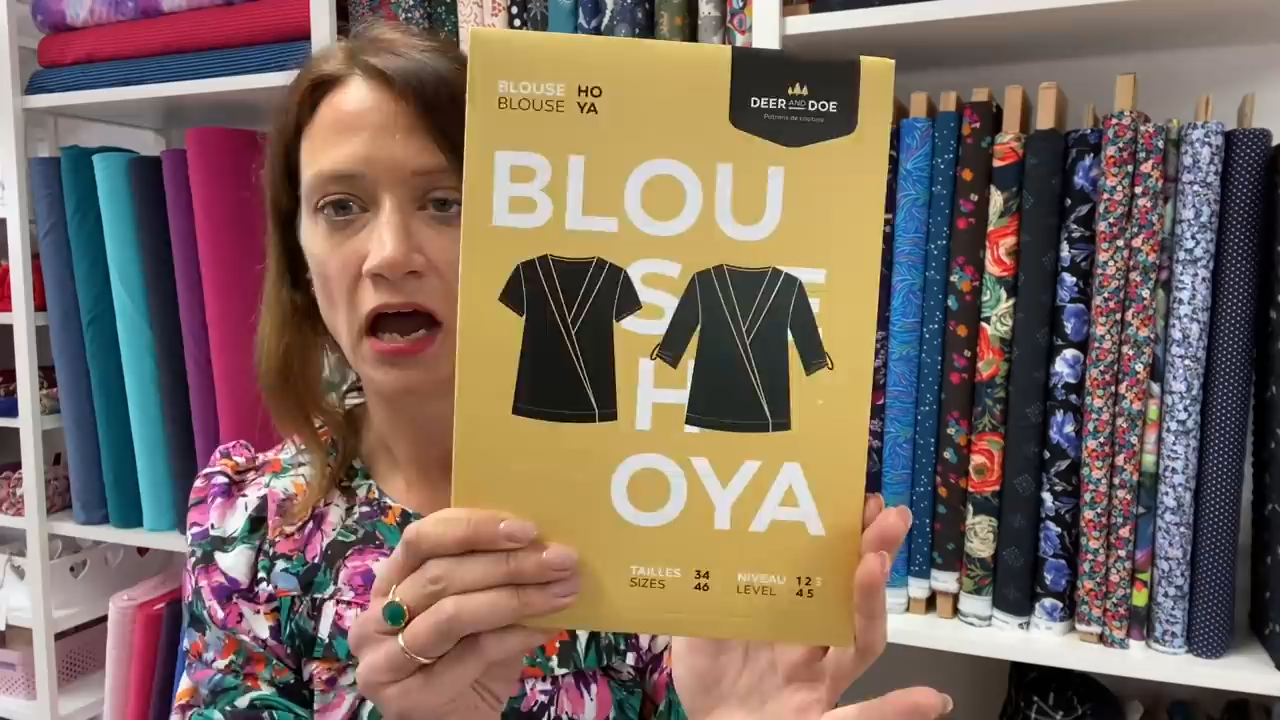 BLOUSE HO
BLOUSE YA
DEER AND DOE
Patrons de couture
BLOU
SE
H
OYA
TAILLES 34
SIZES 46
NIVEAU 1 2 3
LEVEL 4 5